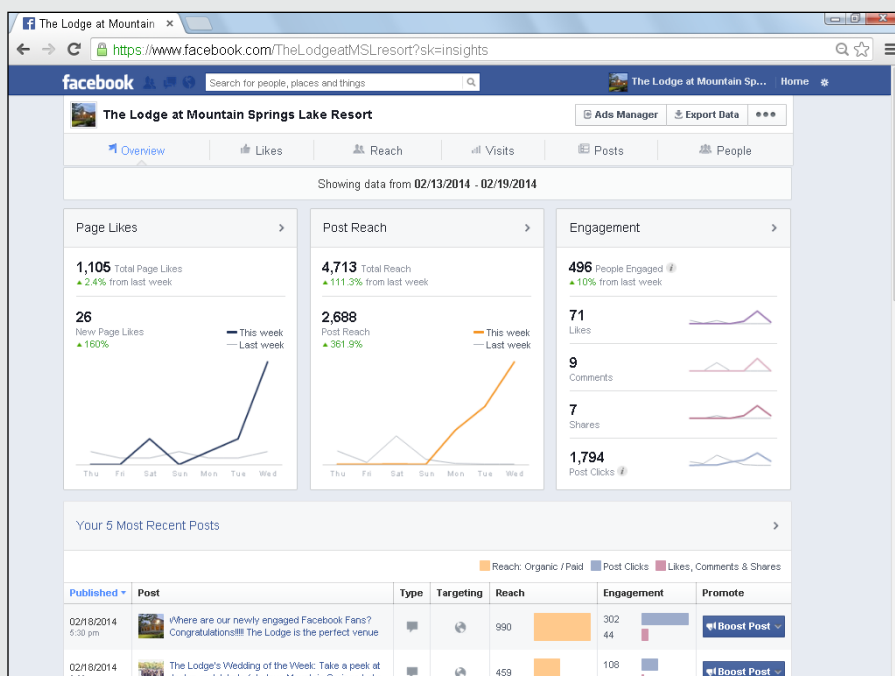 The Lodge at Mountain
https://www.facebook.com/TheLodgeatMSLresort?sk=insights
facebook
Search for people, places and things
The Lodge at Mountain Sp...
Home
The Lodge at Mountain Springs Lake Resort
Ads Manager
Export Data
Overview
Likes
Reach
Visits
Posts
People
Showing data from 02/13/2014 - 02/19/2014
Page Likes
1,105 Total Page Likes
2.4% from last week
26
New Page Likes
160%
This week
Last week
Thu Fri Sat Sun Mon Tue Wed
Post Reach
4,713 Total Reach
111.3% from last week
2,688
Post Reach
361.9%
This week
Last week
Thu Fri Sat Sun Mon Tue Wed
Engagement
496 People Engaged
10% from last week
71
Likes
9
Comments
7
Shares
1,794
Post Clicks
Your 5 Most Recent Posts
Reach: Organic / Paid
Post Clicks
Likes, Comments & Shares
Published Post Type Targeting Reach Engagement Promote
02/18/2014
5:30 pm
Where are our newly engaged Facebook Fans?
Congratulations!!!! The Lodge is the perfect venue
990
302
44
Boost Post
02/18/2014
The Lodge's Wedding of the Week: Take a peek at
459
108
Boost Post